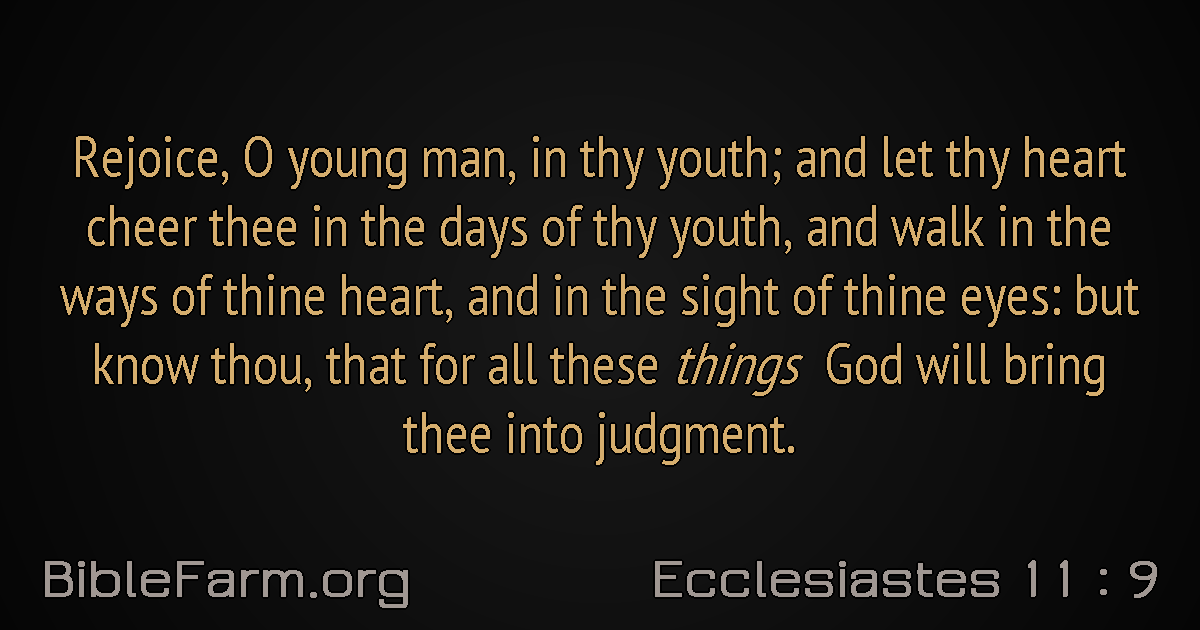 Rejoice, O young man, in thy youth; and let thy heart
cheer thee in the days of thy youth, and walk in the
ways of thine heart, and in the sight of thine eyes: but
know thou, that for all these things God will bring
thee into judgment.
BibleFarm.org
Ecclesiastes 11 : 9